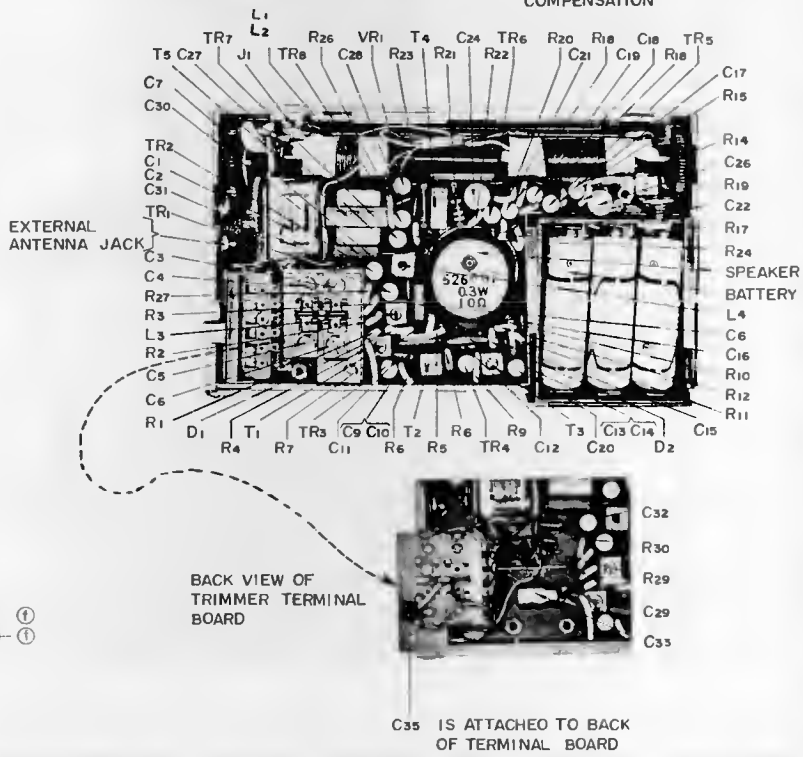 COMPENSATION
L1
L2
TR7 J1 TR8 R26 C28 VR1 R23 T4 R21 C24 R22 TR6 R20 C21 R18 C19 C18 R18 TR5
T5 C27
C7
C30
TR2
C1
C2
C31
TR1
EXTERNAL
ANTENNA JACK
C3
C4
R27
R3
L3
R2
C5
C6
R1
C17
R15
R14
C26
R19
C22
R17
R24
SPEAKER
BATTERY
L4
C6
C16
R10
R12
R11
526
0.3W
10Ω
D1 R4 T1 R7 TR3 C11 C9 C10 R6 T2 R5 R6 TR4 R9 C12 T3 C20 C13 C14 D2 C15
C32
R30
R29
C29
C33
BACK VIEW OF
TRIMMER TERMINAL
BOARD
f
f
C35 IS ATTACHEO TO BACK
OF TERMINAL BOARD